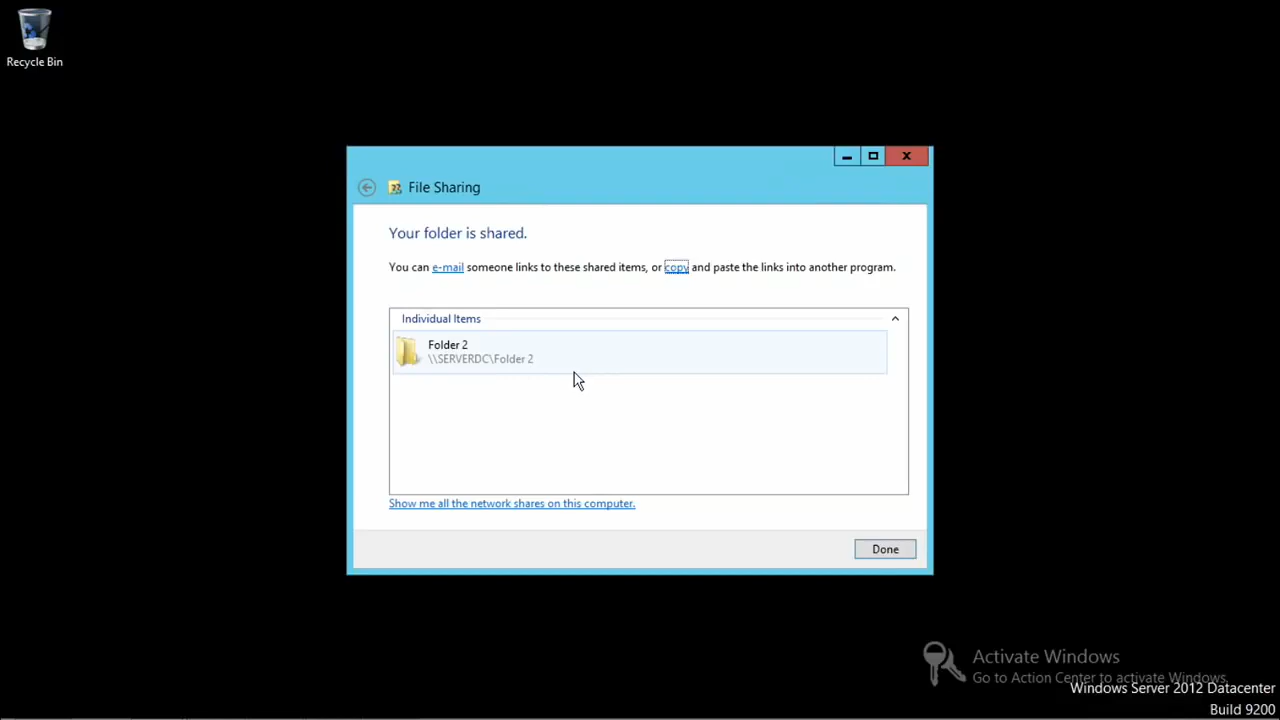 Recycle Bin
File Sharing
Your folder is shared.
You can e-mail someone links to these shared items, or copy and paste the links into another program.
Individual Items
Folder 2
\\SERVERDC\Folder 2
Show me all the network shares on this computer.
Done
Activate Windows
Go to Action Center to activate Windows.
Windows Server 2012 Datacenter
Build 9200